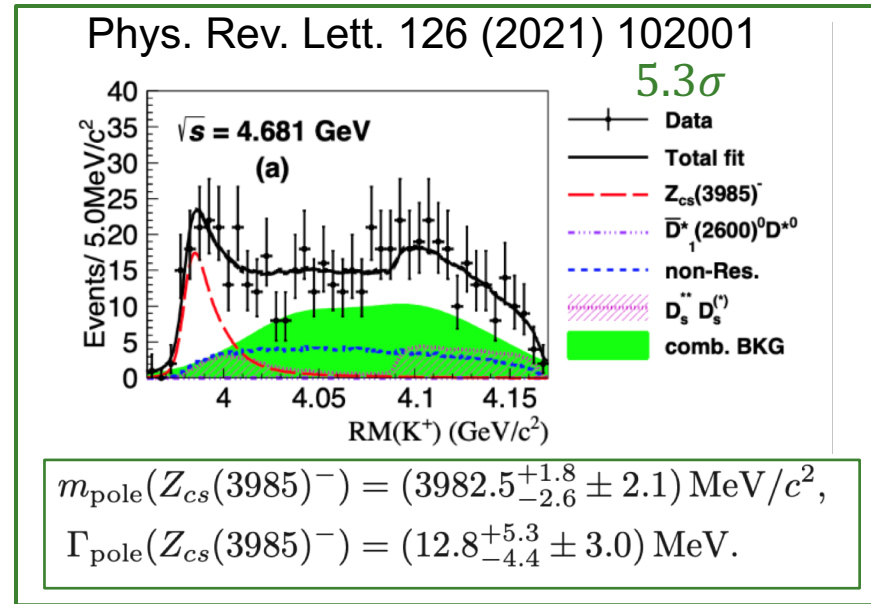 Phys. Rev. Lett. 126 (2021) 102001
5.3σ
40
35
30
25
20
15
10
5
0
Events/ 5.0MeV/c²
√s = 4.681 GeV
(a)
4 4.05 4.1 4.15
RM(K⁺) (GeV/c²)
Data
Total fit
Z_cs(3985)⁻
D̅*₁(2600)⁰D*⁰
non-Res.
D_s** D_s^(*)
comb. BKG
m_pole(Z_cs(3985)⁻) = (3982.5^{+1.8}_{−2.6} ± 2.1) MeV/c²,
Γ_pole(Z_cs(3985)⁻) = (12.8^{+5.3}_{−4.4} ± 3.0) MeV.